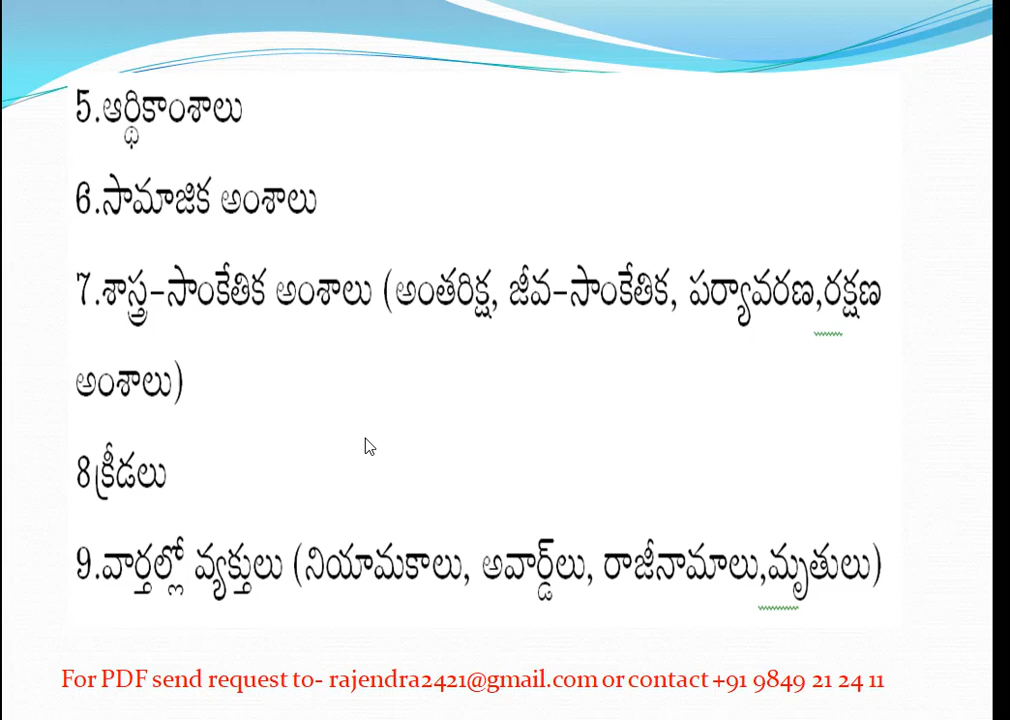 5.ఆర్థికాంశాలు
6.సామాజిక అంశాలు
7.శాస్త్ర-సాంకేతిక అంశాలు (అంతరిక్ష, జీవ-సాంకేతిక, పర్యావరణ,రక్షణ
అంశాలు)
8క్రీడలు
9.వార్తల్లో వ్యక్తులు (నియామకాలు, అవార్డ్‌లు, రాజీనామాలు,మృతులు)
For PDF send request to- rajendra2421@gmail.com or contact +91 9849 21 24 11